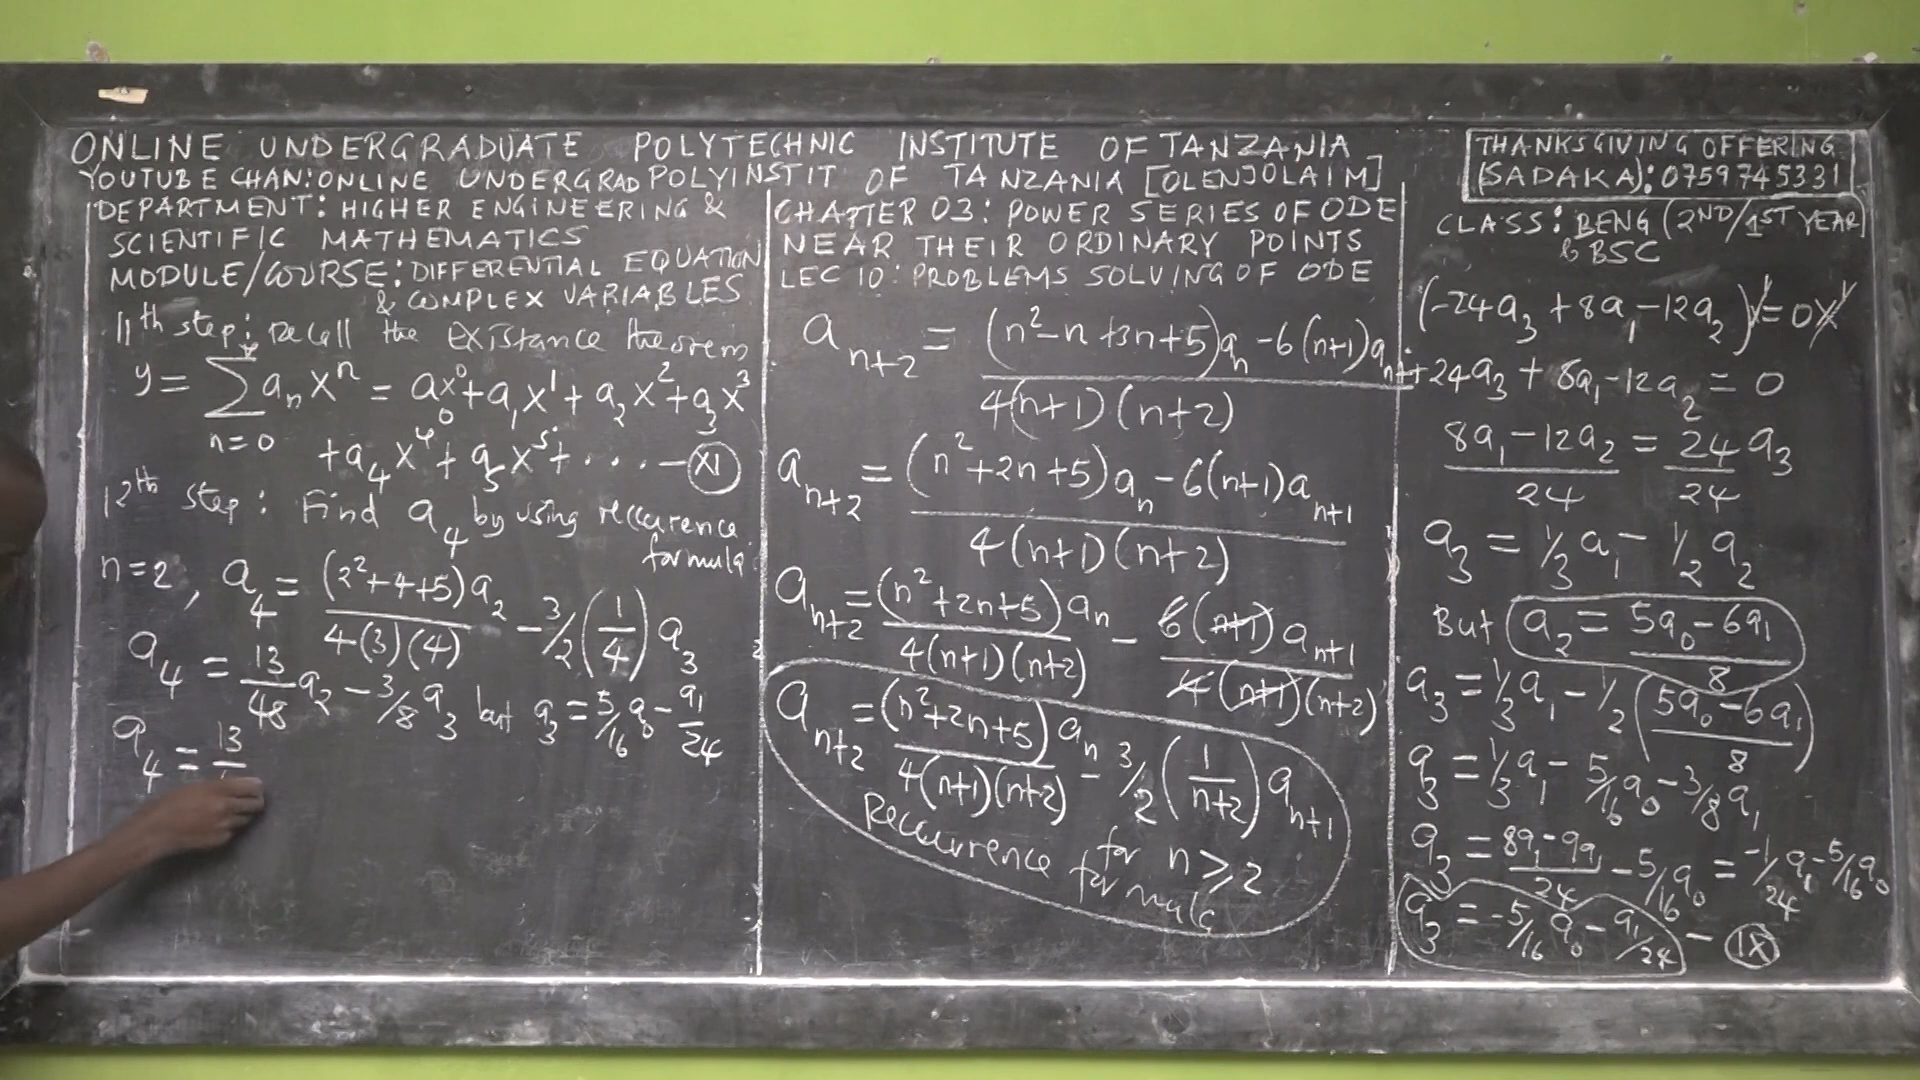 ONLINE UNDERGRADUATE POLYTECHNIC INSTITUTE OF TANZANIA
YOUTUBE CHAN: ONLINE UNDERGRAD POLYINSTIT OF TANZANIA [OLENJOLAIM]
THANKSGIVING OFFERING
(SADAKA): 0759745331
DEPARTMENT: HIGHER ENGINEERING &
SCIENTIFIC MATHEMATICS
MODULE/COURSE: DIFFERENTIAL EQUATION
& COMPLEX VARIABLES
11th step: Recall the existance theorem
y = ∑ n=0 aₙxⁿ = a₀x⁰ + a₁x¹ + a₂x² + a₃x³
+ a₄x⁴ + a₅x⁵ + · · · — (XI)
12th step: Find a₄ by using reccurence
formula
n=2, a₄ = (2²+4+5)a₂ / 4(3)(4) − 3/2 (1/4) a₃
a₄ = 13/48 a₂ − 3/8 a₃ but a₃ = 5/16 a₀ − a₁/24
a₄ = 13/
CHAPTER 03: POWER SERIES OF ODE
NEAR THEIR ORDINARY POINTS
LEC 10: PROBLEMS SOLVING OF ODE
aₙ₊₂ = (n²−n+3n+5)aₙ − 6(n+1)aₙ₊₁ / 4(n+1)(n+2)
aₙ₊₂ = (n²+2n+5)aₙ − 6(n+1)aₙ₊₁ / 4(n+1)(n+2)
aₙ₊₂ = (n²+2n+5)aₙ / 4(n+1)(n+2) − 6(n+1)aₙ₊₁ / 4(n+1)(n+2)
aₙ₊₂ = (n²+2n+5)aₙ / 4(n+1)(n+2) − 3/2 (1/n+2) aₙ₊₁
for n ≥ 2
Reccurence formula
CLASS: BENG (2ND/1ST YEAR)
& BSC
(−24a₃ + 8a₁ − 12a₂)x = 0x
+24a₃ + 8a₁ − 12a₂ = 0
8a₁ − 12a₂ / 24 = 24/24 a₃
a₃ = 1/3 a₁ − 1/2 a₂
But a₂ = 5a₀ − 6a₁ / 8
a₃ = 1/3 a₁ − 1/2 (5a₀ − 6a₁ / 8)
a₃ = 1/3 a₁ − 5/16 a₀ − 3/8 a₁
a₃ = 8a₁ − 9a₁ / 24 − 5/16 a₀ = −1/24 a₁ − 5/16 a₀
a₃ = −5/16 a₀ − a₁/24 — (IX)